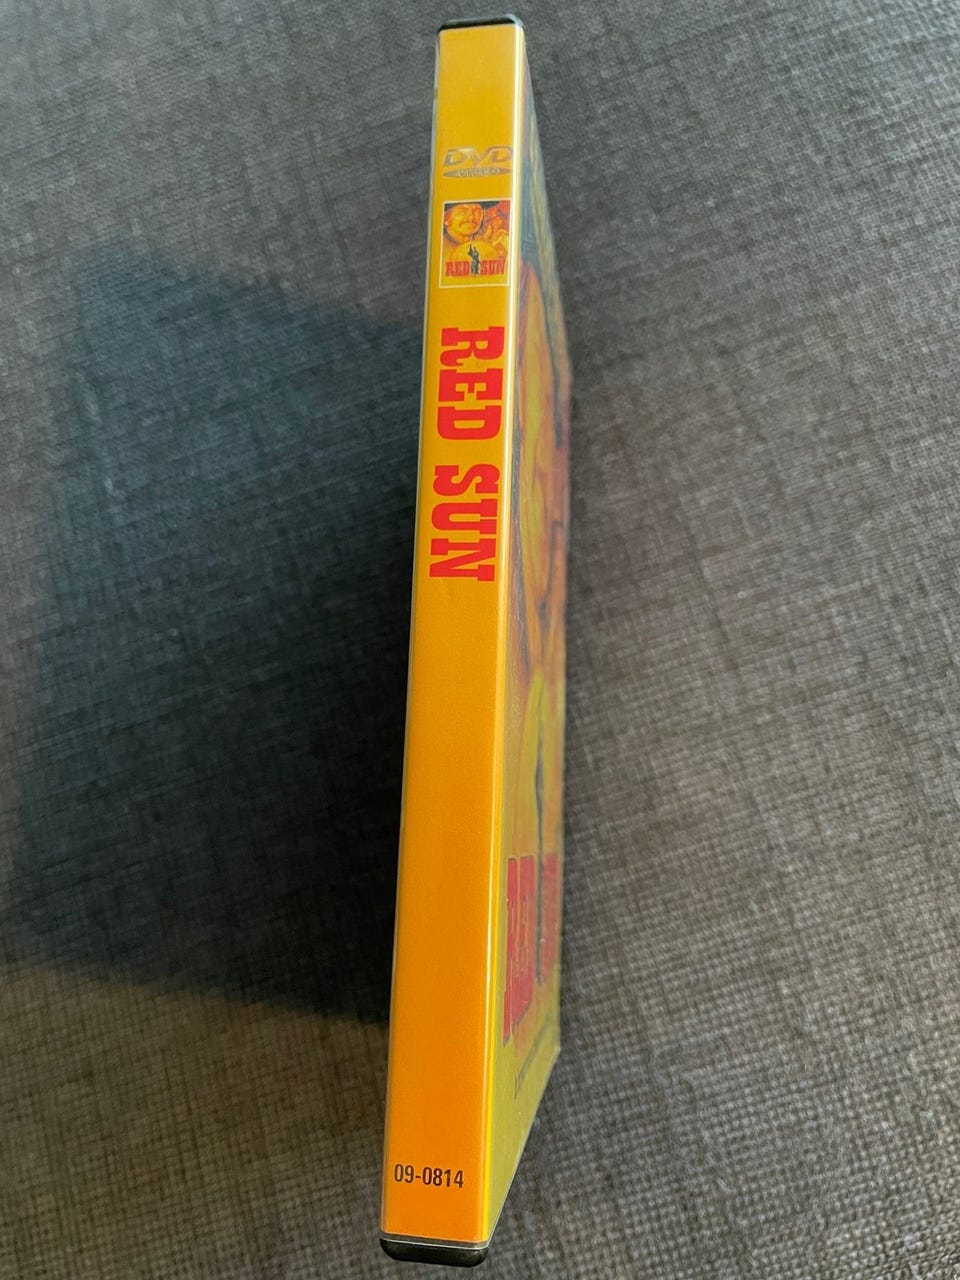 DVD
VIDEO
RED SUN
RED SUN
09-0814